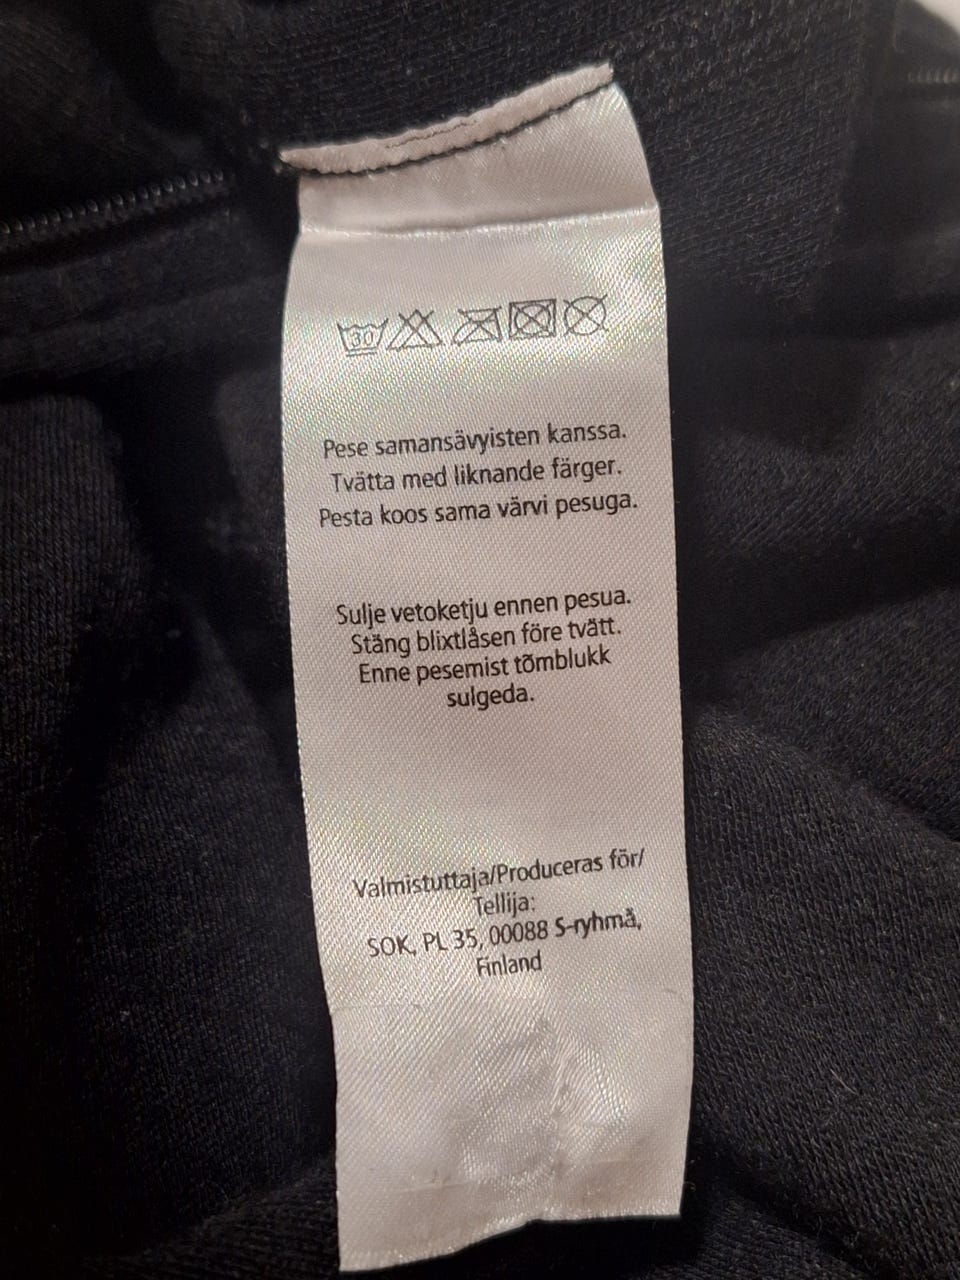 30
Pese samansävyisten kanssa.
Tvätta med liknande färger.
Pesta koos sama värvi pesuga.
Sulje vetoketju ennen pesua.
Stäng blixtlåsen före tvätt.
Enne pesemist tõmblukk
sulgeda.
Valmistuttaja/Produceras för/
Tellija:
SOK, PL 35, 00088 S-ryhmä,
Finland